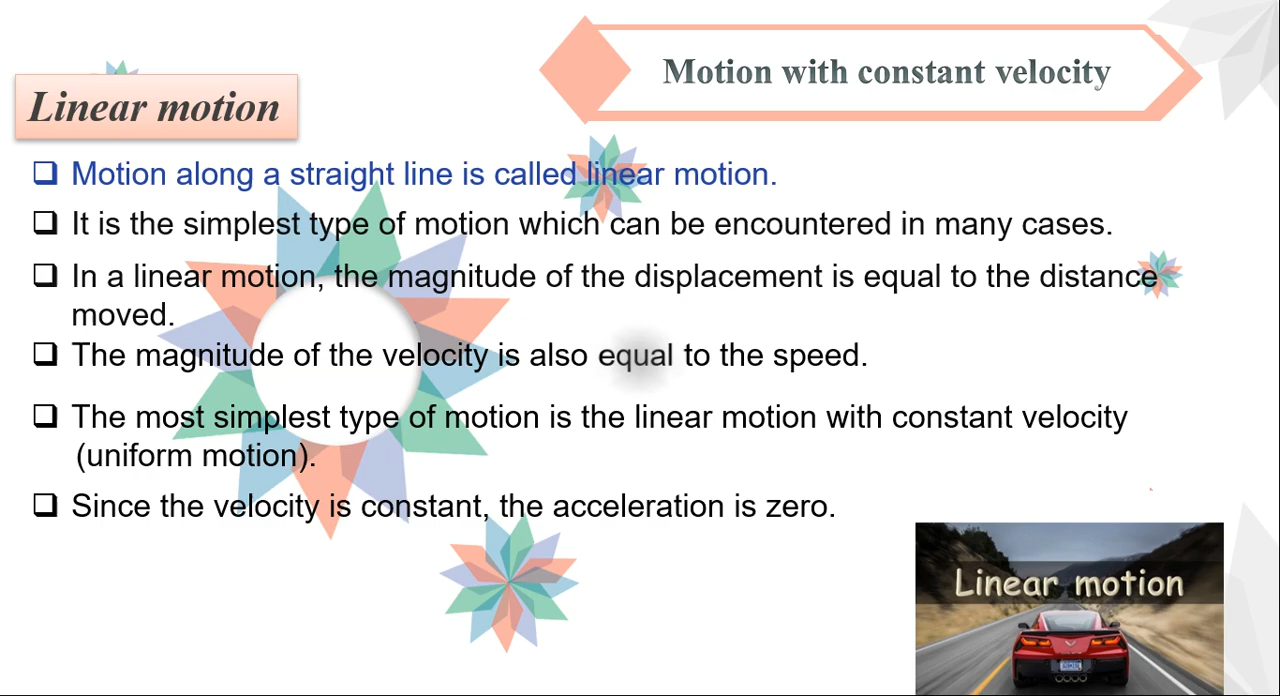 Motion with constant velocity
Linear motion
Motion along a straight line is called linear motion.
It is the simplest type of motion which can be encountered in many cases.
In a linear motion, the magnitude of the displacement is equal to the distance
moved.
The magnitude of the velocity is also equal to the speed.
The most simplest type of motion is the linear motion with constant velocity
(uniform motion).
Since the velocity is constant, the acceleration is zero.
Linear motion